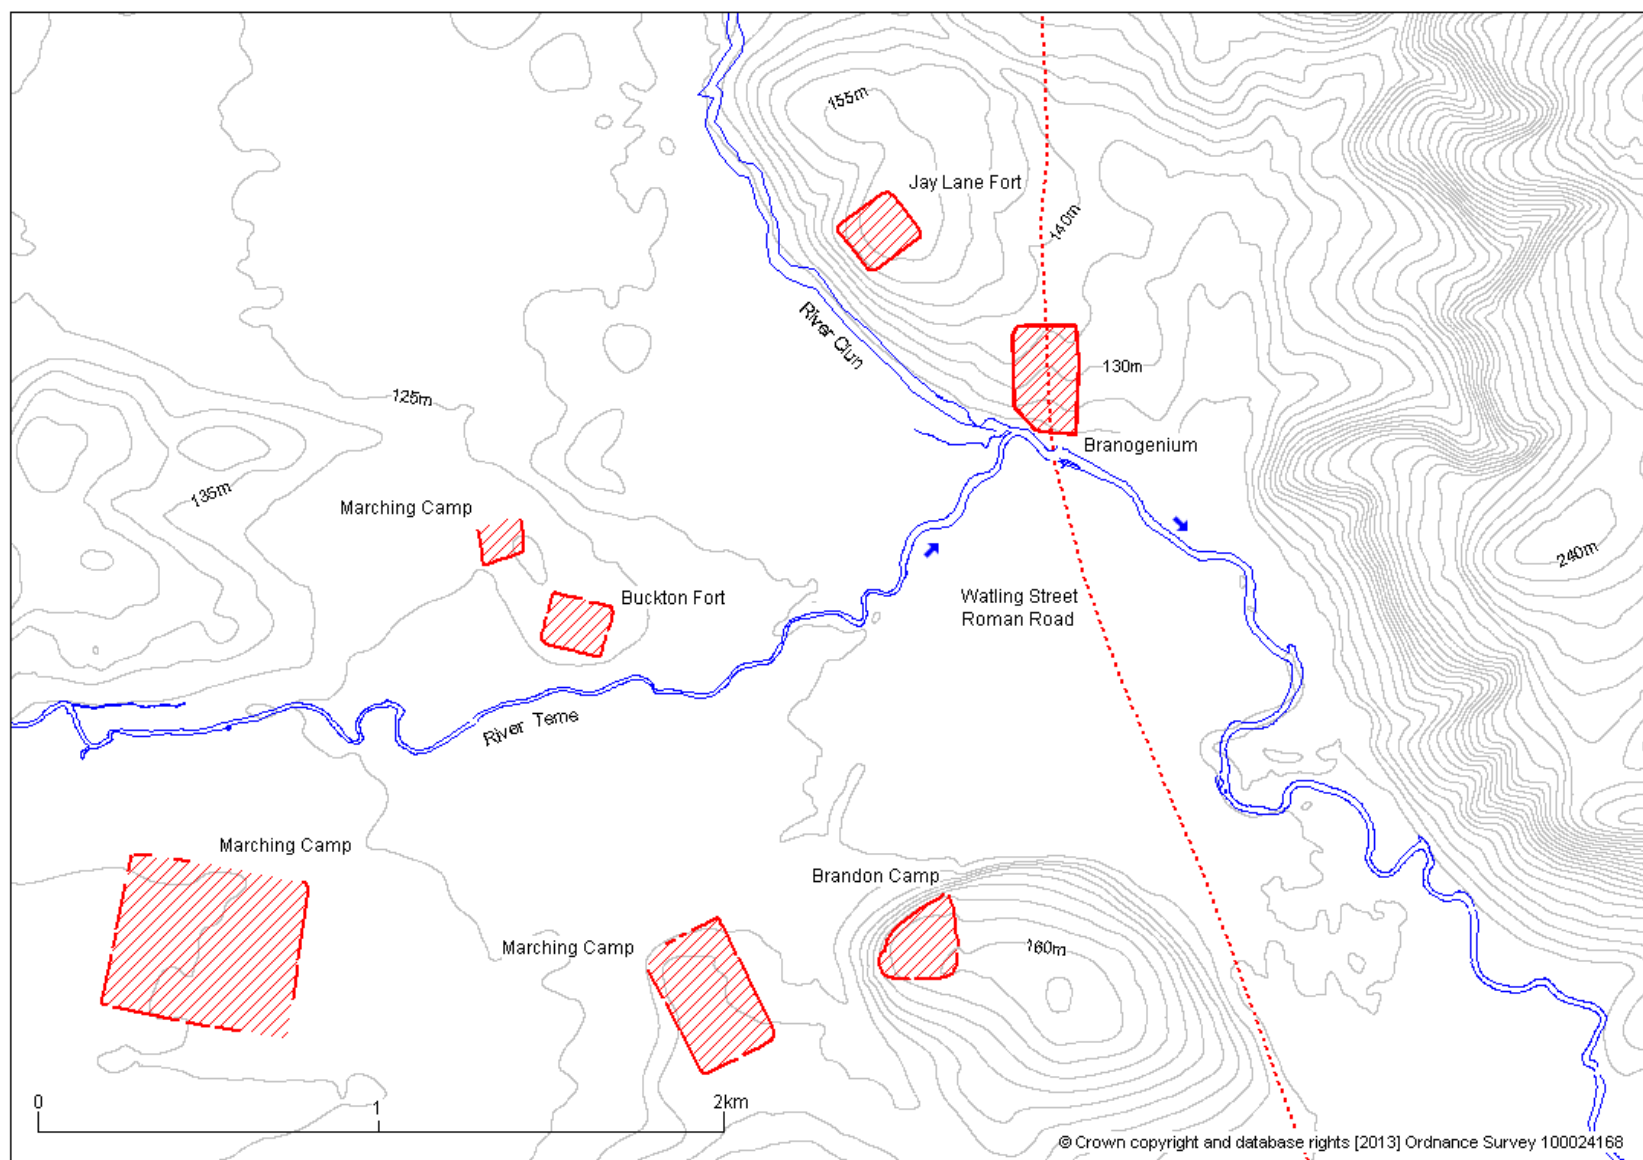 155m
Jay Lane Fort
140m
River Clun
130m
125m
Branogenium
135m
Marching Camp
240m
Buckton Fort
Watling Street
Roman Road
River Teme
Marching Camp
Brandon Camp
Marching Camp
160m
0
1
2km
© Crown copyright and database rights [2013] Ordnance Survey 100024168